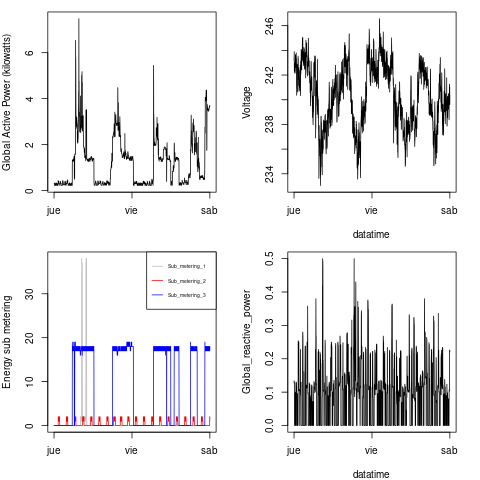 Global Active Power (kilowatts)
0 2 4 6
jue vie sab
Voltage
234 238 242 246
jue vie sab
datatime
Energy sub metering
0 10 20 30
Sub_metering_1
Sub_metering_2
Sub_metering_3
jue vie sab
Global_reactive_power
0.0 0.1 0.2 0.3 0.4 0.5
jue vie sab
datatime